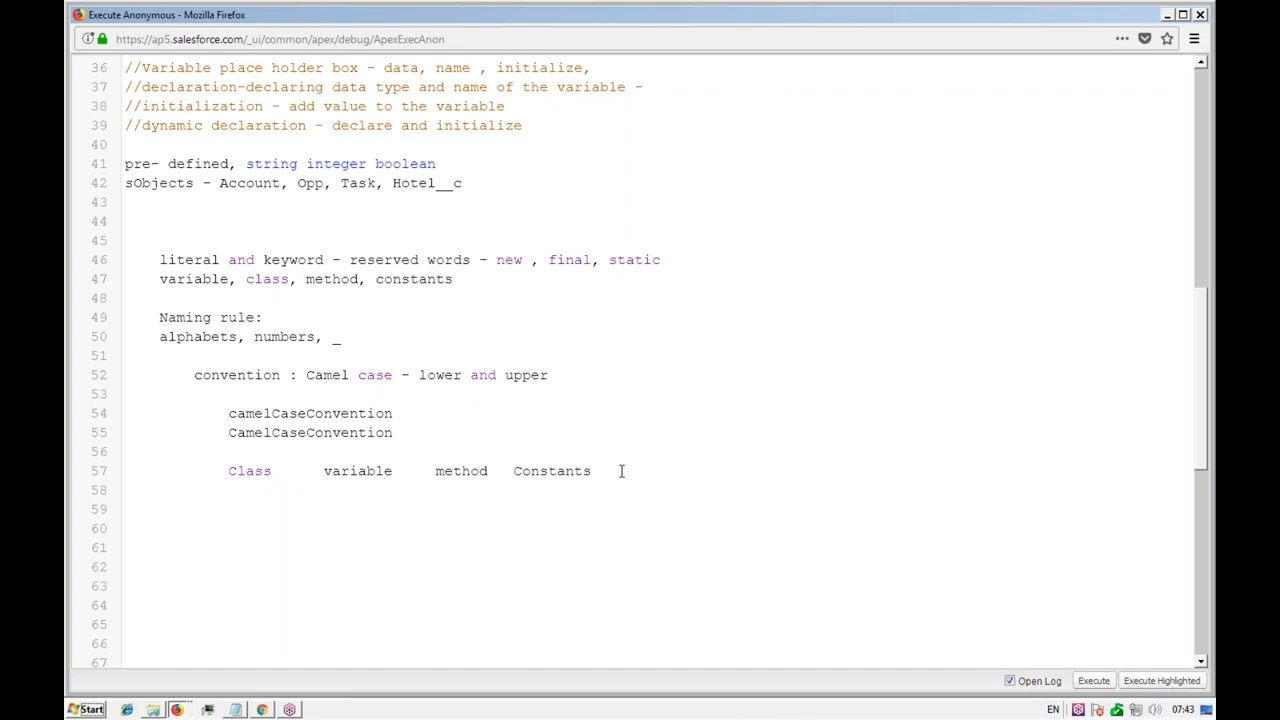 Execute Anonymous - Mozilla Firefox
https://ap5.salesforce.com/_ui/common/apex/debug/ApexExecAnon
36 //Variable place holder box - data, name , initialize,
37 //declaration-declaring data type and name of the variable -
38 //initialization - add value to the variable
39 //dynamic declaration - declare and initialize
40
41 pre- defined, string integer boolean
42 sObjects - Account, Opp, Task, Hotel__c
43
44
45
46 literal and keyword - reserved words - new , final, static
47 variable, class, method, constants
48
49 Naming rule:
50 alphabets, numbers, _
51
52 convention : Camel case - lower and upper
53
54 camelCaseConvention
55 CamelCaseConvention
56
57 Class variable method Constants
58
59
60
61
62
63
64
65
66
67
Open Log Execute Execute Highlighted
Start EN 07:43